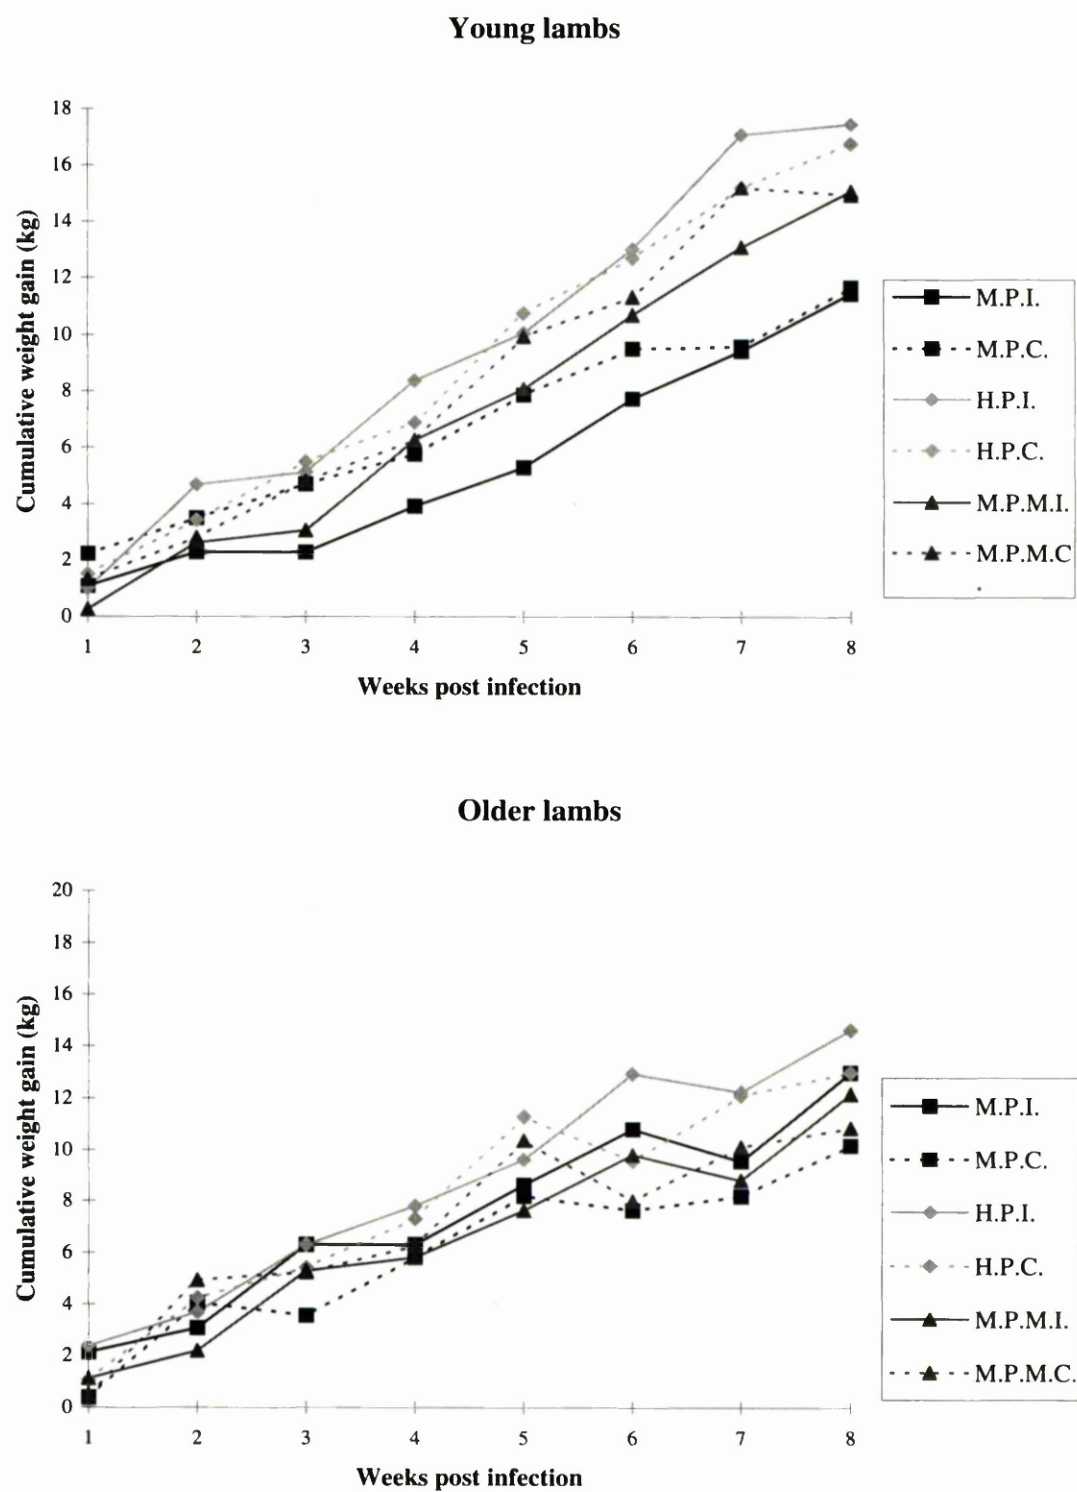 Young lambs
18
16
14
12
10
8
6
4
2
0
Cumulative weight gain (kg)
1 2 3 4 5 6 7 8
Weeks post infection
M.P.I.
M.P.C.
H.P.I.
H.P.C.
M.P.M.I.
M.P.M.C
.
Older lambs
20
18
16
14
12
10
8
6
4
2
0
Cumulative weight gain (kg)
1 2 3 4 5 6 7 8
Weeks post infection
M.P.I.
M.P.C.
H.P.I.
H.P.C.
M.P.M.I.
M.P.M.C.